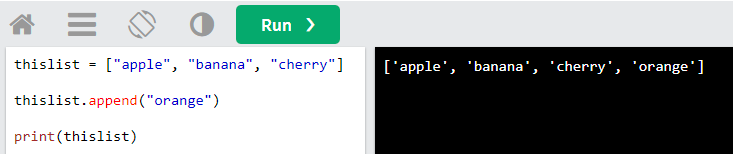 Run ❯
thislist = ["apple", "banana", "cherry"]
thislist.append("orange")
print(thislist)
['apple', 'banana', 'cherry', 'orange']